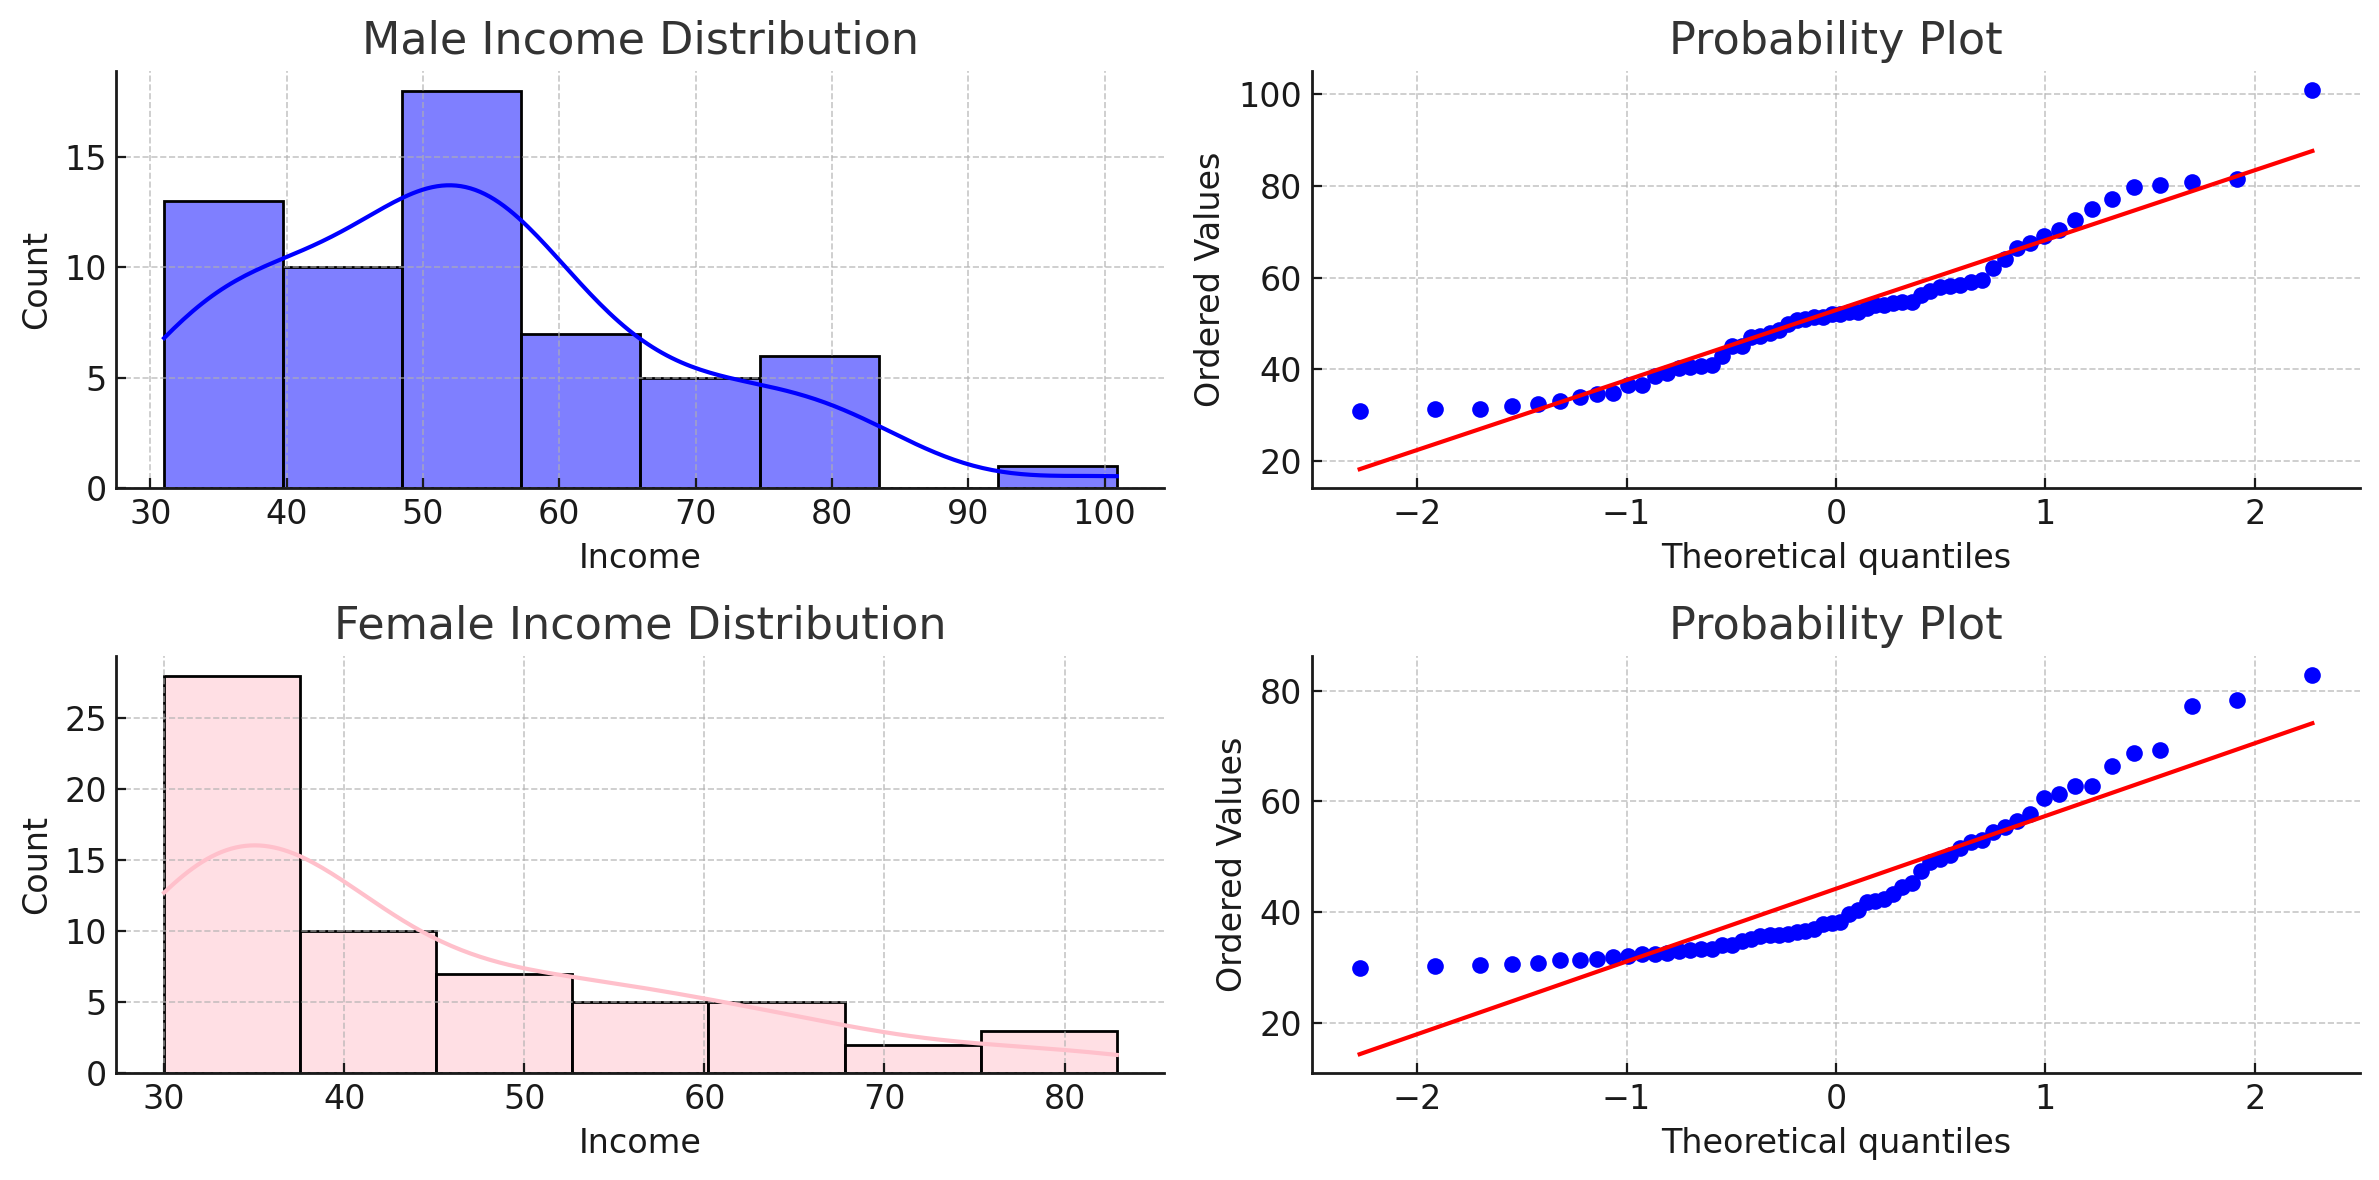 Male Income Distribution
Count
15
10
5
0
30 40 50 60 70 80 90 100
Income
Probability Plot
Ordered Values
100
80
60
40
20
−2 −1 0 1 2
Theoretical quantiles
Female Income Distribution
Count
25
20
15
10
5
0
30 40 50 60 70 80
Income
Probability Plot
Ordered Values
80
60
40
20
−2 −1 0 1 2
Theoretical quantiles